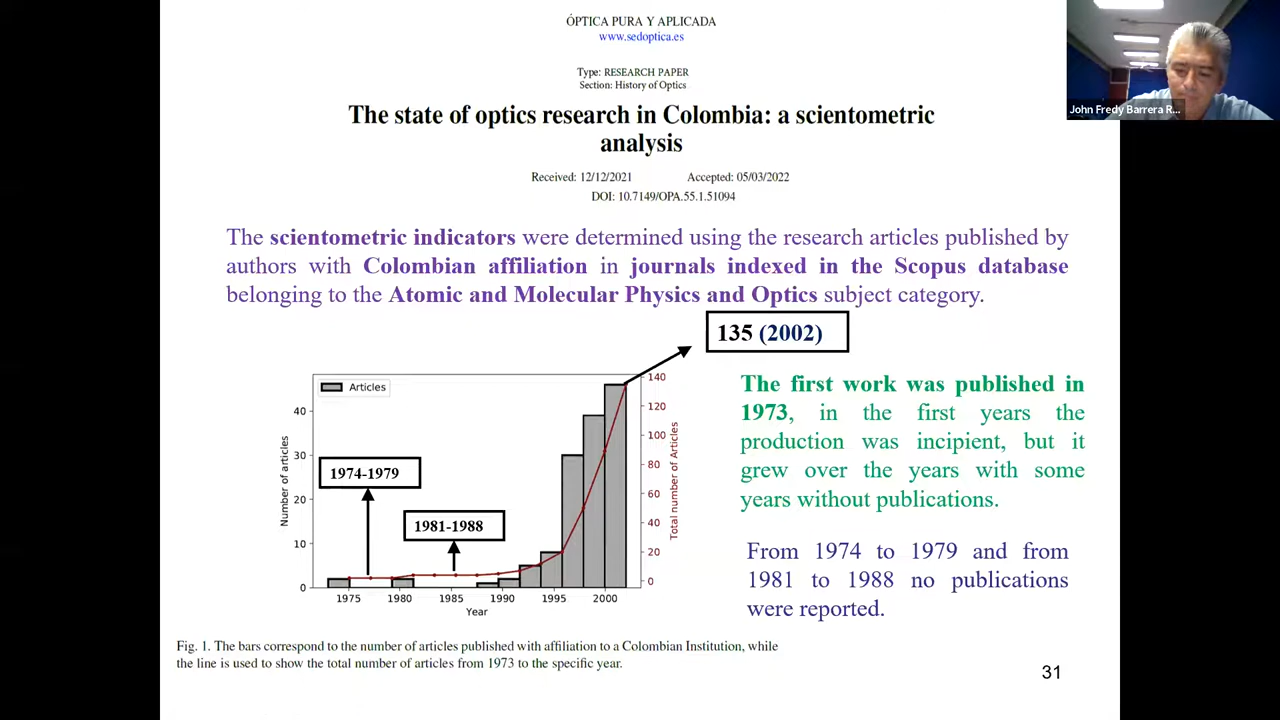 ÓPTICA PURA Y APLICADA
www.sedoptica.es
Type: RESEARCH PAPER
Section: History of Optics
The state of optics research in Colombia: a scientometric
analysis
Received: 12/12/2021 Accepted: 05/03/2022
DOI: 10.7149/OPA.55.1.51094
John Fredy Barrera R...
The scientometric indicators were determined using the research articles published by
authors with Colombian affiliation in journals indexed in the Scopus database
belonging to the Atomic and Molecular Physics and Optics subject category.
135 (2002)
Articles
Number of articles
40
30
20
10
0
1974-1979
1981-1988
140
120
100
80
60
40
20
0
Total number of Articles
1975 1980 1985 1990 1995 2000
Year
The first work was published in
1973, in the first years the
production was incipient, but it
grew over the years with some
years without publications.
From 1974 to 1979 and from
1981 to 1988 no publications
were reported.
Fig. 1. The bars correspond to the number of articles published with affiliation to a Colombian Institution, while
the line is used to show the total number of articles from 1973 to the specific year.
31